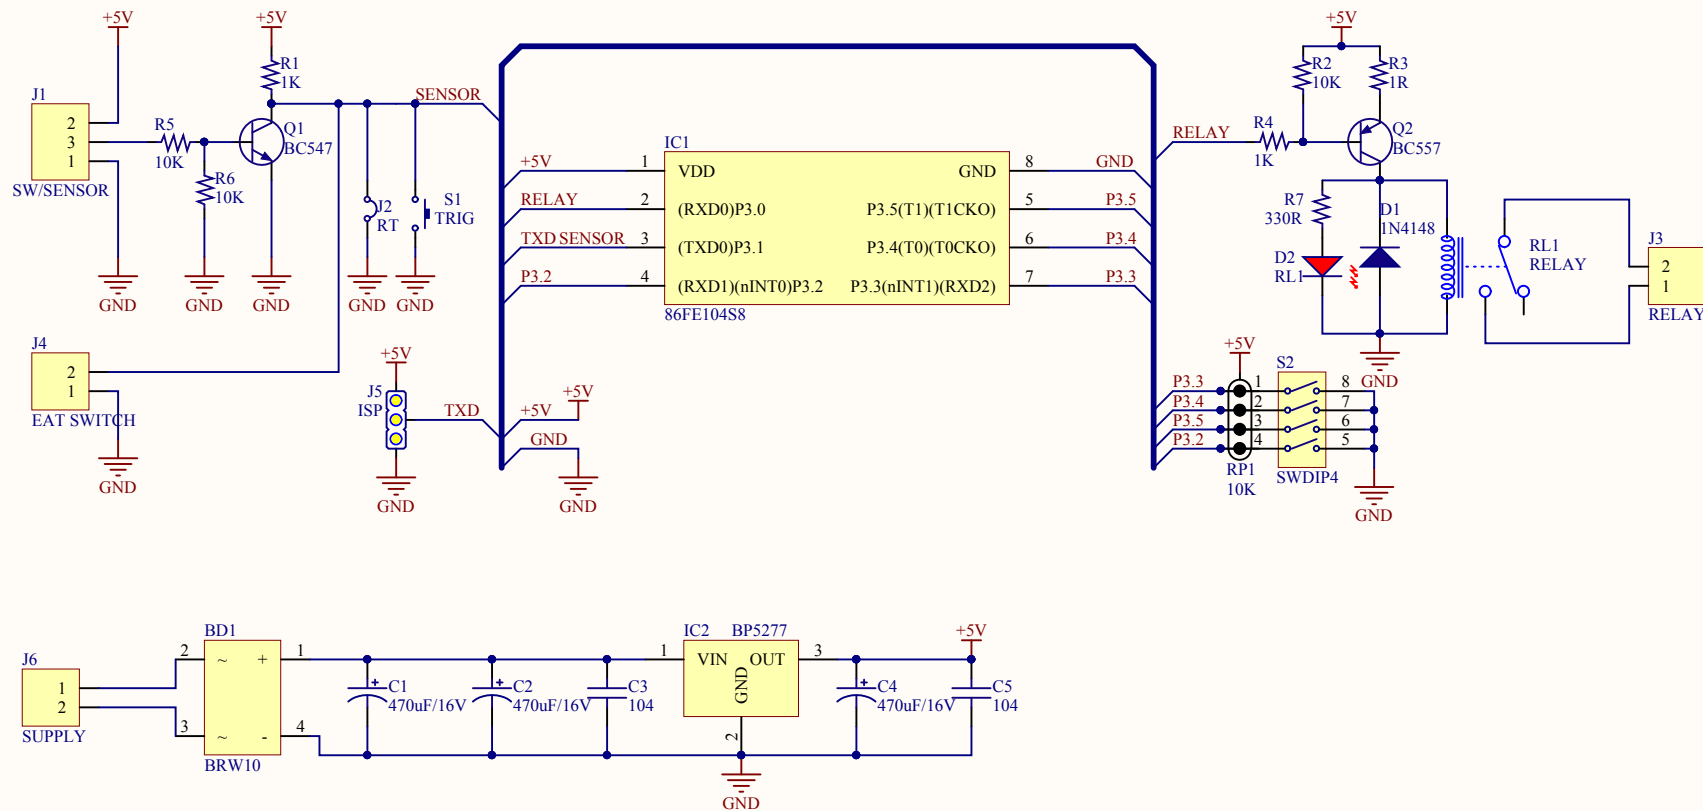 +5V
J1
2
3
1
SW/SENSOR
R5
10K
R6
10K
+5V
R1
1K
Q1
BC547
GND
GND
GND
SENSOR
J2
RT
S1
TRIG
GND
GND
J4
2
1
EAT SWITCH
GND
+5V
J5
ISP
TXD
GND
+5V
GND
GND
IC1
+5V 1 VDD
RELAY 2 (RXD0)P3.0
TXD SENSOR 3 (TXD0)P3.1
P3.2 4 (RXD1)(nINT0)P3.2
GND 8 GND
P3.5(T1)(T1CKO) 5 P3.5
P3.4(T0)(T0CKO) 6 P3.4
P3.3(nINT1)(RXD2) 7 P3.3
86FE104S8
+5V
R2
10K
R3
1R
RELAY
R4
1K
Q2
BC557
R7
330R
D1
1N4148
D2
RL1
RL1
RELAY
J3
2
1
RELAY
GND
+5V
S2
P3.3 1 8
P3.4 2 7
P3.5 3 6
P3.2 4 5
RP1
10K
SWDIP4
GND
J6
1
2
SUPPLY
BD1
2 ~ + 1
3 ~ - 4
BRW10
C1
470uF/16V
C2
470uF/16V
C3
104
IC2 BP5277
1 VIN OUT 3
GND
2
GND
C4
470uF/16V
+5V
C5
104